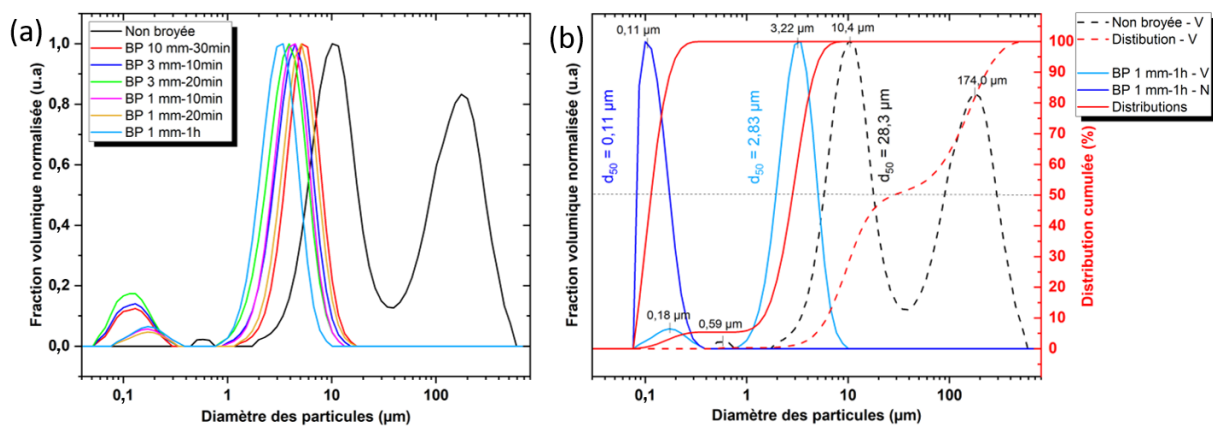 (a)
Fraction volumique normalisée (u.a)
1,0
0,8
0,6
0,4
0,2
0,0
Non broyée
BP 10 mm-30min
BP 3 mm-10min
BP 3 mm-20min
BP 1 mm-10min
BP 1 mm-20min
BP 1 mm-1h
0,1
1
10
100
Diamètre des particules (µm)
(b)
Fraction volumique normalisée (u.a)
0,11 µm
3,22 µm
10,4 µm
174,0 µm
0,18 µm
0,59 µm
d50 = 0,11 µm
d50 = 2,83 µm
d50 = 28,3 µm
0,1
1
10
100
Diamètre des particules (µm)
100
90
80
70
60
50
40
30
20
10
0
Distribution cumulée (%)
Non broyée - V
Distibution - V
BP 1 mm-1h - V
BP 1 mm-1h - N
Distributions